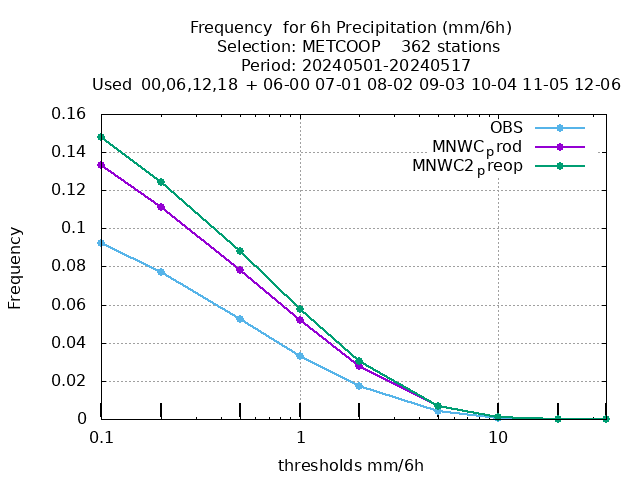 Frequency  for 6h Precipitation (mm/6h)
Selection: METCOOP    362 stations
Period: 20240501-20240517
Used  00,06,12,18  + 06-00 07-01 08-02 09-03 10-04 11-05 12-06
0.16
0.14
0.12
0.1
0.08
0.06
0.04
0.02
0
Frequency
OBS
MNWCprod
MNWC2preop
0.1 1 10
thresholds mm/6h